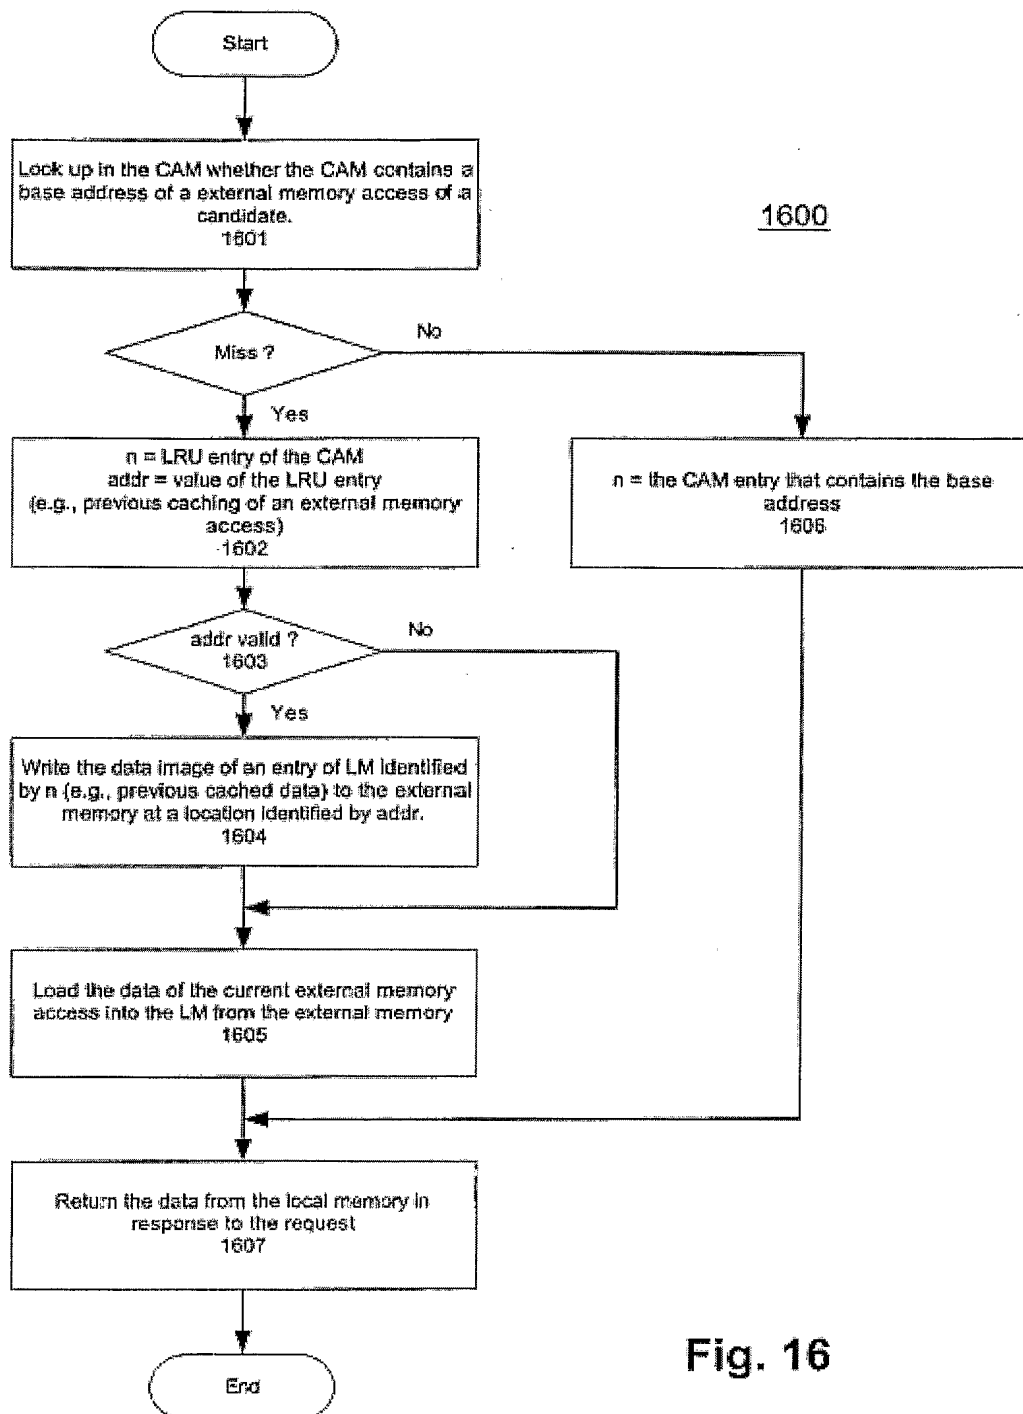 Start
Look up in the CAM whether the CAM contains a
base address of a external memory access of a
candidate.
1601
1600
Miss ?
No
Yes
n = LRU entry of the CAM
addr = value of the LRU entry
(e.g., previous caching of an external memory
access)
1602
n = the CAM entry that contains the base
address
1606
addr valid ?
1603
No
Yes
Write the data image of an entry of LM identified
by n (e.g., previous cached data) to the external
memory at a location identified by addr.
1604
Load the data of the current external memory
access into the LM from the external memory
1605
Return the data from the local memory in
response to the request
1607
End
Fig. 16